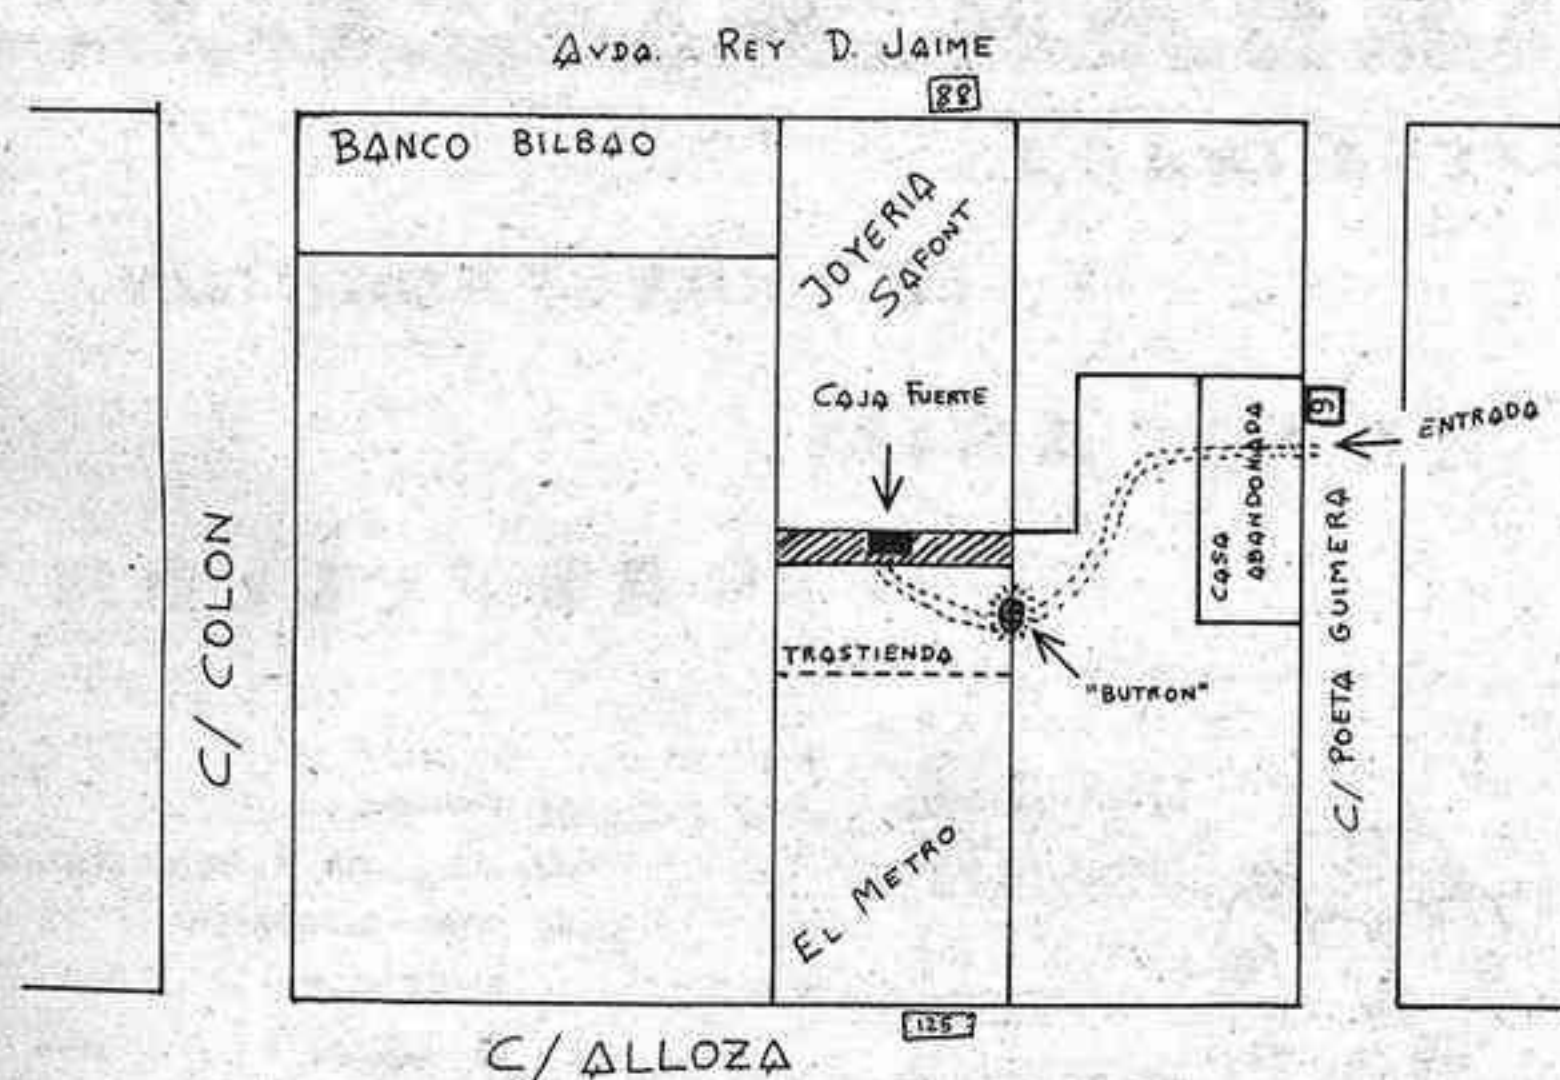 AVDA. REY D. JAIME
88
BANCO BILBAO
JOYERIA
SAFONT
CAJA FUERTE
9
ENTRADA
CASA
ABANDONADA
C/ COLON
C/ POETA GUIMERA
TRASTIENDA
"BUTRON"
EL METRO
125
C/ ALLOZA